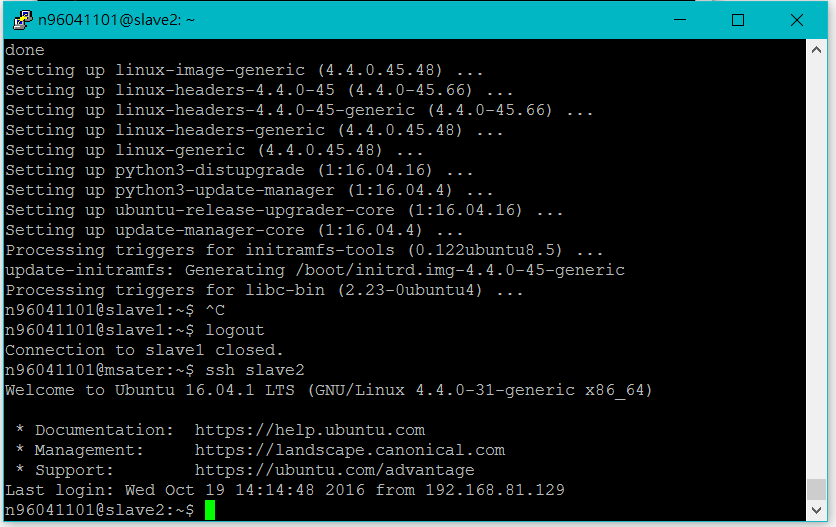 n96041101@slave2: ~
done
Setting up linux-image-generic (4.4.0.45.48) ...
Setting up linux-headers-4.4.0-45 (4.4.0-45.66) ...
Setting up linux-headers-4.4.0-45-generic (4.4.0-45.66) ...
Setting up linux-headers-generic (4.4.0.45.48) ...
Setting up linux-generic (4.4.0.45.48) ...
Setting up python3-distupgrade (1:16.04.16) ...
Setting up python3-update-manager (1:16.04.4) ...
Setting up ubuntu-release-upgrader-core (1:16.04.16) ...
Setting up update-manager-core (1:16.04.4) ...
Processing triggers for initramfs-tools (0.122ubuntu8.5) ...
update-initramfs: Generating /boot/initrd.img-4.4.0-45-generic
Processing triggers for libc-bin (2.23-0ubuntu4) ...
n96041101@slave1:~$ ^C
n96041101@slave1:~$ logout
Connection to slave1 closed.
n96041101@msater:~$ ssh slave2
Welcome to Ubuntu 16.04.1 LTS (GNU/Linux 4.4.0-31-generic x86_64)
* Documentation:  https://help.ubuntu.com
* Management:     https://landscape.canonical.com
* Support:        https://ubuntu.com/advantage
Last login: Wed Oct 19 14:14:48 2016 from 192.168.81.129
n96041101@slave2:~$